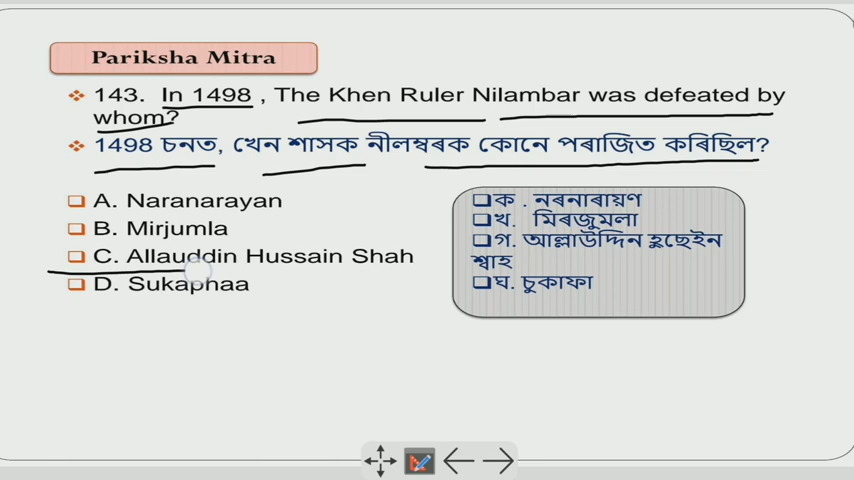 Pariksha Mitra
143. In 1498 , The Khen Ruler Nilambar was defeated by
whom?
1498 চনত, খেন শাসক নীলম্বৰক কোনে পৰাজিত কৰিছিল?
A. Naranarayan
B. Mirjumla
C. Allauddin Hussain Shah
D. Sukaphaa
ক . নৰনাৰায়ণ
খ. মিৰজুমলা
গ. আল্লাউদ্দিন হুছেইন
শ্বাহ
ঘ. চুকাফা